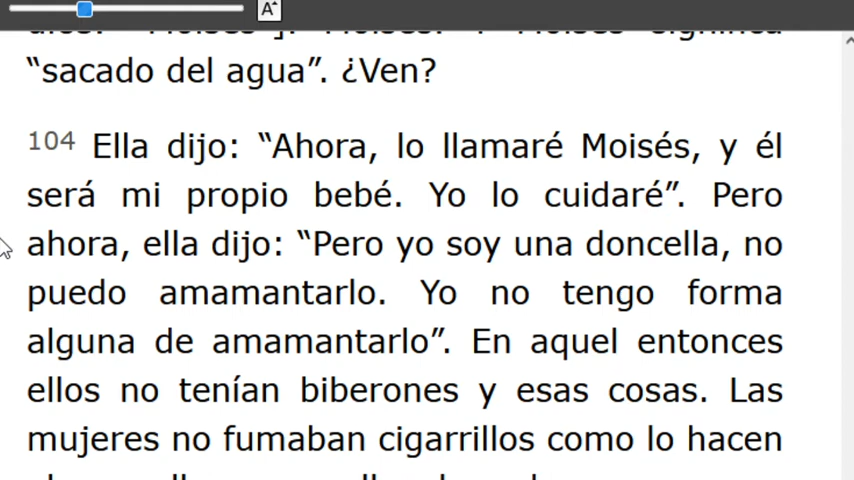 A
“sacado del agua”. ¿Ven?
104 Ella dijo: “Ahora, lo llamaré Moisés, y él
será mi propio bebé. Yo lo cuidaré”. Pero
ahora, ella dijo: “Pero yo soy una doncella, no
puedo amamantarlo. Yo no tengo forma
alguna de amamantarlo”. En aquel entonces
ellos no tenían biberones y esas cosas. Las
mujeres no fumaban cigarrillos como lo hacen